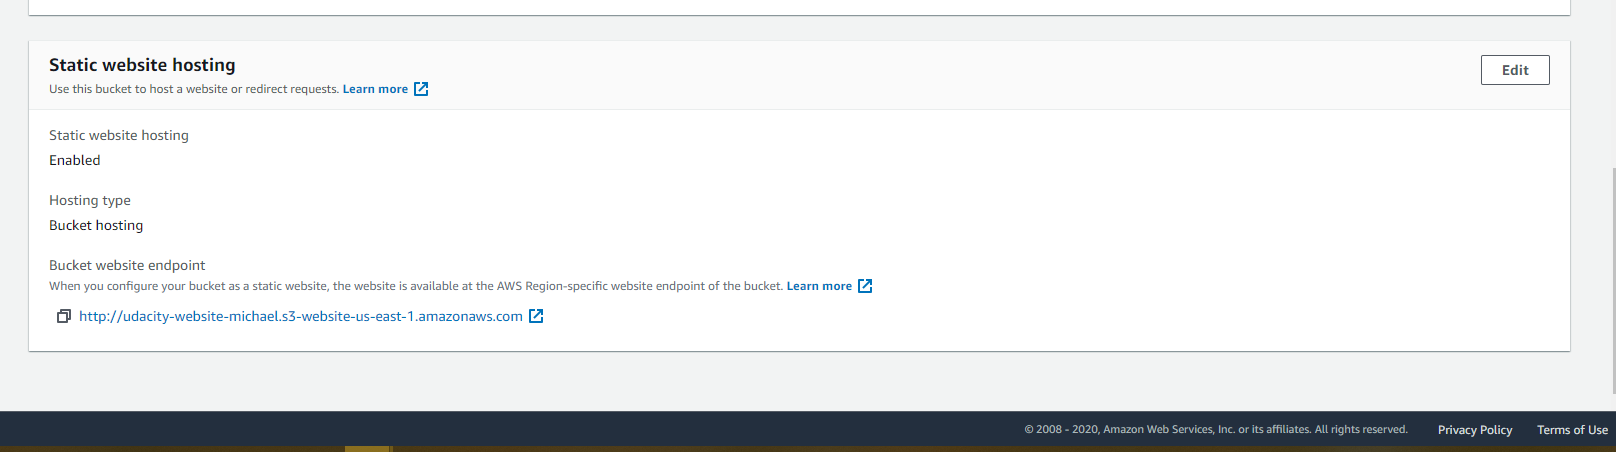 Static website hosting
Edit
Use this bucket to host a website or redirect requests. Learn more
Static website hosting
Enabled
Hosting type
Bucket hosting
Bucket website endpoint
When you configure your bucket as a static website, the website is available at the AWS Region-specific website endpoint of the bucket. Learn more
http://udacity-website-michael.s3-website-us-east-1.amazonaws.com
© 2008 - 2020, Amazon Web Services, Inc. or its affiliates. All rights reserved. Privacy Policy Terms of Use